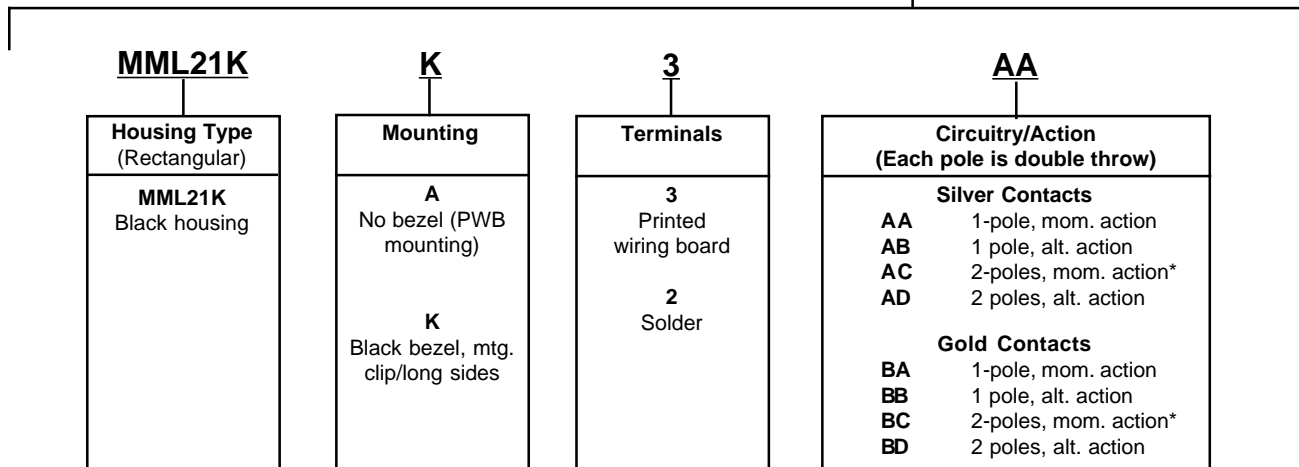 MML21K K 3 AA
Housing Type
(Rectangular)
MML21K
Black housing
Mounting
A
No bezel (PWB
mounting)
K
Black bezel, mtg.
clip/long sides
Terminals
3
Printed
wiring board
2
Solder
Circuitry/Action
(Each pole is double throw)
Silver Contacts
AA 1-pole, mom. action
AB 1 pole, alt. action
AC 2-poles, mom. action*
AD 2 poles, alt. action
Gold Contacts
BA 1-pole, mom. action
BB 1 pole, alt. action
BC 2-poles, mom. action*
BD 2 poles, alt. action